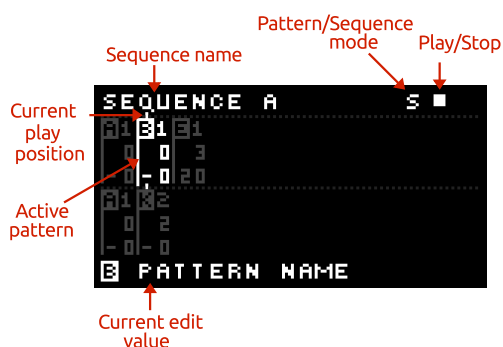 Pattern/Sequence
mode
Play/Stop
Sequence name
SEQUENCE A S
Current
play
position
A1 B1 E1
0 0 3
-0 -0 20
Active
pattern
A1 K2
0 2
-0 -0
B PATTERN NAME
Current edit
value